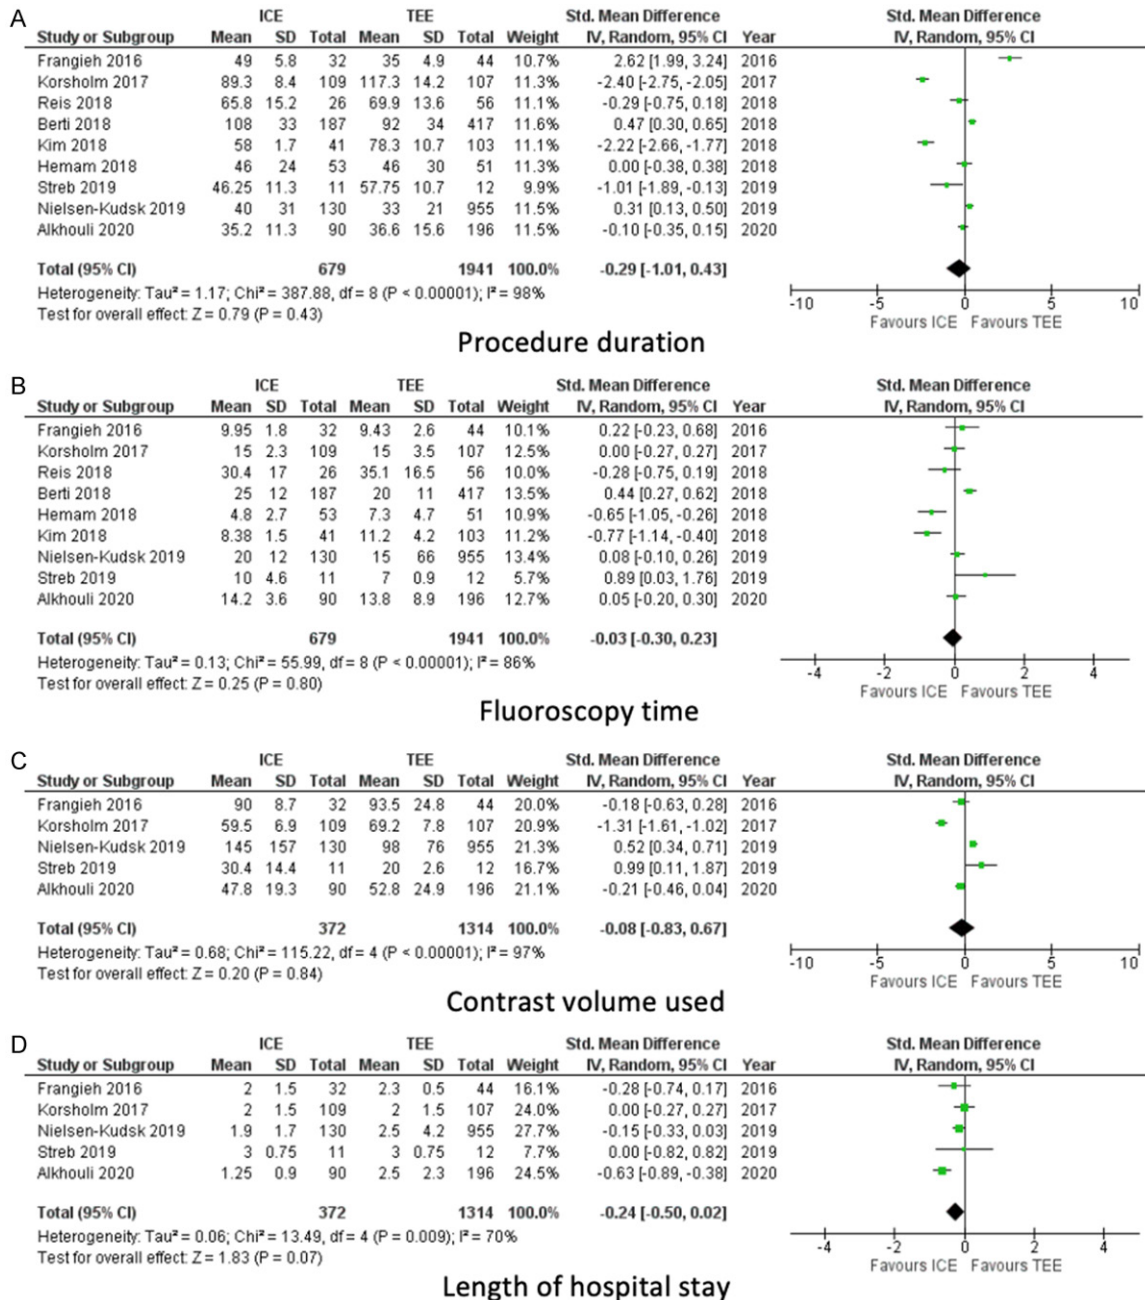 A
ICE TEE Std. Mean Difference Std. Mean Difference
Study or Subgroup Mean SD Total Mean SD Total Weight IV, Random, 95% CI Year IV, Random, 95% CI
Frangieh 2016 49 5.8 32 35 4.9 44 10.7% 2.62 [1.99, 3.24] 2016
Korsholm 2017 89.3 8.4 109 117.3 14.2 107 11.3% -2.40 [-2.75, -2.05] 2017
Reis 2018 65.8 15.2 26 69.9 13.6 56 11.1% -0.29 [-0.75, 0.18] 2018
Berti 2018 108 33 187 92 34 417 11.6% 0.47 [0.30, 0.65] 2018
Kim 2018 58 1.7 41 78.3 10.7 103 11.1% -2.22 [-2.66, -1.77] 2018
Hemam 2018 46 24 53 46 30 51 11.3% 0.00 [-0.38, 0.38] 2018
Streb 2019 46.25 11.3 11 57.75 10.7 12 9.9% -1.01 [-1.89, -0.13] 2019
Nielsen-Kudsk 2019 40 31 130 33 21 955 11.5% 0.31 [0.13, 0.50] 2019
Alkhouli 2020 35.2 11.3 90 36.6 15.6 196 11.5% -0.10 [-0.35, 0.15] 2020
Total (95% CI) 679 1941 100.0% -0.29 [-1.01, 0.43]
Heterogeneity: Tau² = 1.17; Chi² = 387.88, df = 8 (P < 0.00001); I² = 98%
Test for overall effect: Z = 0.79 (P = 0.43)
-10 -5 0 5 10
Favours ICE Favours TEE
Procedure duration
B
ICE TEE Std. Mean Difference Std. Mean Difference
Study or Subgroup Mean SD Total Mean SD Total Weight IV, Random, 95% CI Year IV, Random, 95% CI
Frangieh 2016 9.95 1.8 32 9.43 2.6 44 10.1% 0.22 [-0.23, 0.68] 2016
Korsholm 2017 15 2.3 109 15 3.5 107 12.5% 0.00 [-0.27, 0.27] 2017
Reis 2018 30.4 17 26 35.1 16.5 56 10.0% -0.28 [-0.75, 0.19] 2018
Berti 2018 25 12 187 20 11 417 13.5% 0.44 [0.27, 0.62] 2018
Hemam 2018 4.8 2.7 53 7.3 4.7 51 10.9% -0.65 [-1.05, -0.26] 2018
Kim 2018 8.38 1.5 41 11.2 4.2 103 11.2% -0.77 [-1.14, -0.40] 2018
Nielsen-Kudsk 2019 20 12 130 15 66 955 13.4% 0.08 [-0.10, 0.26] 2019
Streb 2019 10 4.6 11 7 0.9 12 5.7% 0.89 [0.03, 1.76] 2019
Alkhouli 2020 14.2 3.6 90 13.8 8.9 196 12.7% 0.05 [-0.20, 0.30] 2020
Total (95% CI) 679 1941 100.0% -0.03 [-0.30, 0.23]
Heterogeneity: Tau² = 0.13; Chi² = 55.99, df = 8 (P < 0.00001); I² = 86%
Test for overall effect: Z = 0.25 (P = 0.80)
-4 -2 0 2 4
Favours ICE Favours TEE
Fluoroscopy time
C
ICE TEE Std. Mean Difference Std. Mean Difference
Study or Subgroup Mean SD Total Mean SD Total Weight IV, Random, 95% CI Year IV, Random, 95% CI
Frangieh 2016 90 8.7 32 93.5 24.8 44 20.0% -0.18 [-0.63, 0.28] 2016
Korsholm 2017 59.5 6.9 109 69.2 7.8 107 20.9% -1.31 [-1.61, -1.02] 2017
Nielsen-Kudsk 2019 145 157 130 98 76 955 21.3% 0.52 [0.34, 0.71] 2019
Streb 2019 30.4 14.4 11 20 2.6 12 16.7% 0.99 [0.11, 1.87] 2019
Alkhouli 2020 47.8 19.3 90 52.8 24.9 196 21.1% -0.21 [-0.46, 0.04] 2020
Total (95% CI) 372 1314 100.0% -0.08 [-0.83, 0.67]
Heterogeneity: Tau² = 0.68; Chi² = 115.22, df = 4 (P < 0.00001); I² = 97%
Test for overall effect: Z = 0.20 (P = 0.84)
-10 -5 0 5 10
Favours ICE Favours TEE
Contrast volume used
D
ICE TEE Std. Mean Difference Std. Mean Difference
Study or Subgroup Mean SD Total Mean SD Total Weight IV, Random, 95% CI Year IV, Random, 95% CI
Frangieh 2016 2 1.5 32 2.3 0.5 44 16.1% -0.28 [-0.74, 0.17] 2016
Korsholm 2017 2 1.5 109 2 1.5 107 24.0% 0.00 [-0.27, 0.27] 2017
Nielsen-Kudsk 2019 1.9 1.7 130 2.5 4.2 955 27.7% -0.15 [-0.33, 0.03] 2019
Streb 2019 3 0.75 11 3 0.75 12 7.7% 0.00 [-0.82, 0.82] 2019
Alkhouli 2020 1.25 0.9 90 2.5 2.3 196 24.5% -0.63 [-0.89, -0.38] 2020
Total (95% CI) 372 1314 100.0% -0.24 [-0.50, 0.02]
Heterogeneity: Tau² = 0.06; Chi² = 13.49, df = 4 (P = 0.009); I² = 70%
Test for overall effect: Z = 1.83 (P = 0.07)
-4 -2 0 2 4
Favours ICE Favours TEE
Length of hospital stay